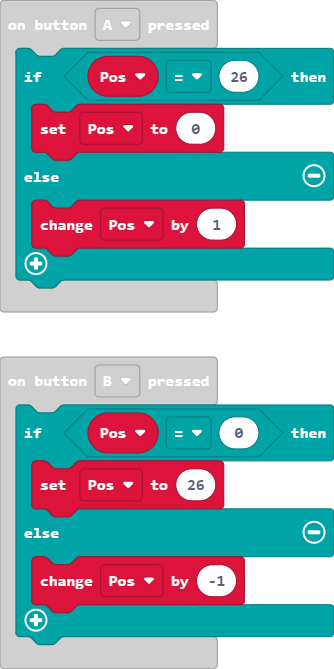 on button A pressed
if Pos = 26 then
set Pos to 0
else
change Pos by 1
on button B pressed
if Pos = 0 then
set Pos to 26
else
change Pos by -1